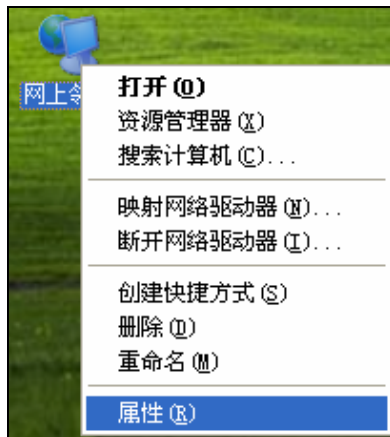 网上
打开(O)
资源管理器(X)
搜索计算机(C)...
映射网络驱动器(N)...
断开网络驱动器(I)...
创建快捷方式(S)
删除(D)
重命名(M)
属性(R)